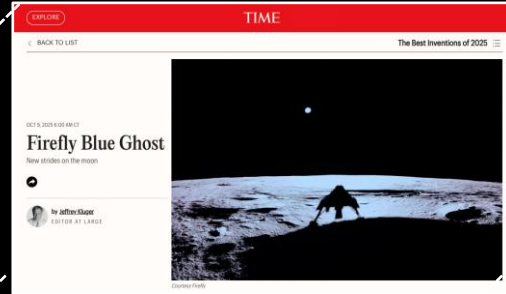 EXPLORE
TIME
BACK TO LIST
The Best Inventions of 2025
OCT 9, 2025 8:00 AM CT
Firefly Blue Ghost
New strides on the moon
by Jeffrey Kluger
EDITOR AT LARGE
Courtesy Firefly